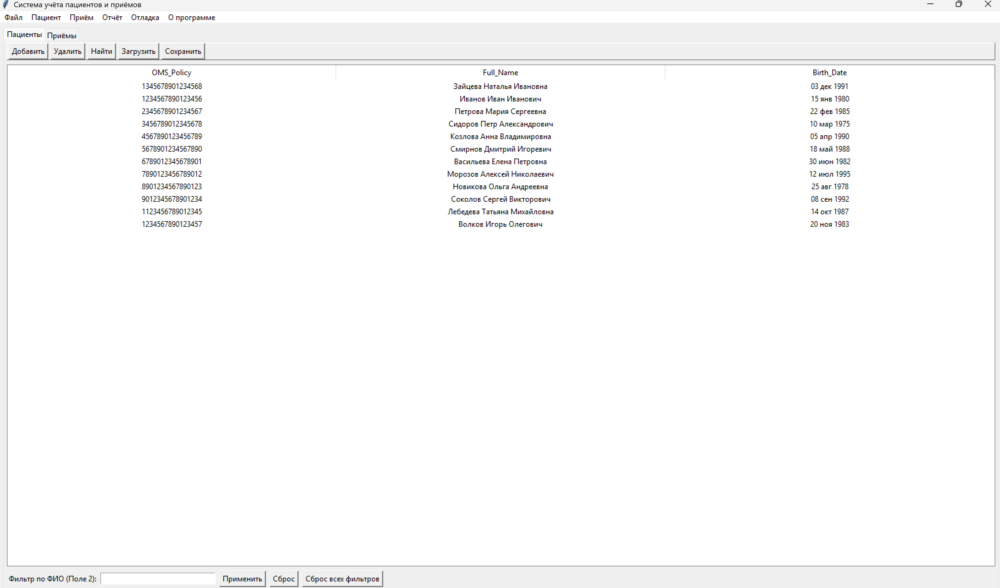 Система учёта пациентов и приёмов
Файл Пациент Приём Отчёт Отладка О программе
Пациенты Приёмы
Добавить Удалить Найти Загрузить Сохранить
OMS_Policy Full_Name Birth_Date
1345678901234568 Зайцева Наталья Ивановна 03 дек 1991
1234567890123456 Иванов Иван Иванович 15 янв 1980
2345678901234567 Петрова Мария Сергеевна 22 фев 1985
3456789012345678 Сидоров Петр Александрович 10 мар 1975
4567890123456789 Козлова Анна Владимировна 05 апр 1990
5678901234567890 Смирнов Дмитрий Игоревич 18 май 1988
6789012345678901 Васильева Елена Петровна 30 июн 1982
7890123456789012 Морозов Алексей Николаевич 12 июл 1995
8901234567890123 Новикова Ольга Андреевна 25 авг 1978
9012345678901234 Соколов Сергей Викторович 08 сен 1992
1123456789012345 Лебедева Татьяна Михайловна 14 окт 1987
1234567890123457 Волков Игорь Олегович 20 ноя 1983
Фильтр по ФИО (Поле 2): Применить Сброс Сброс всех фильтров